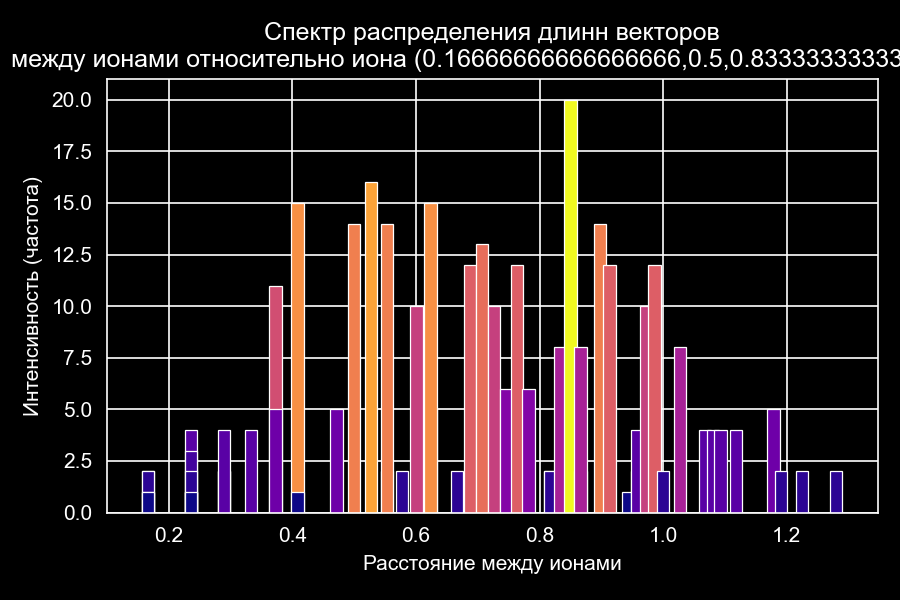 Спектр распределения длинн векторов
между ионами относительно иона (0.16666666666666666,0.5,0.83333333333
20.0
17.5
15.0
12.5
10.0
7.5
5.0
2.5
0.0
Интенсивность (частота)
0.2 0.4 0.6 0.8 1.0 1.2
Расстояние между ионами